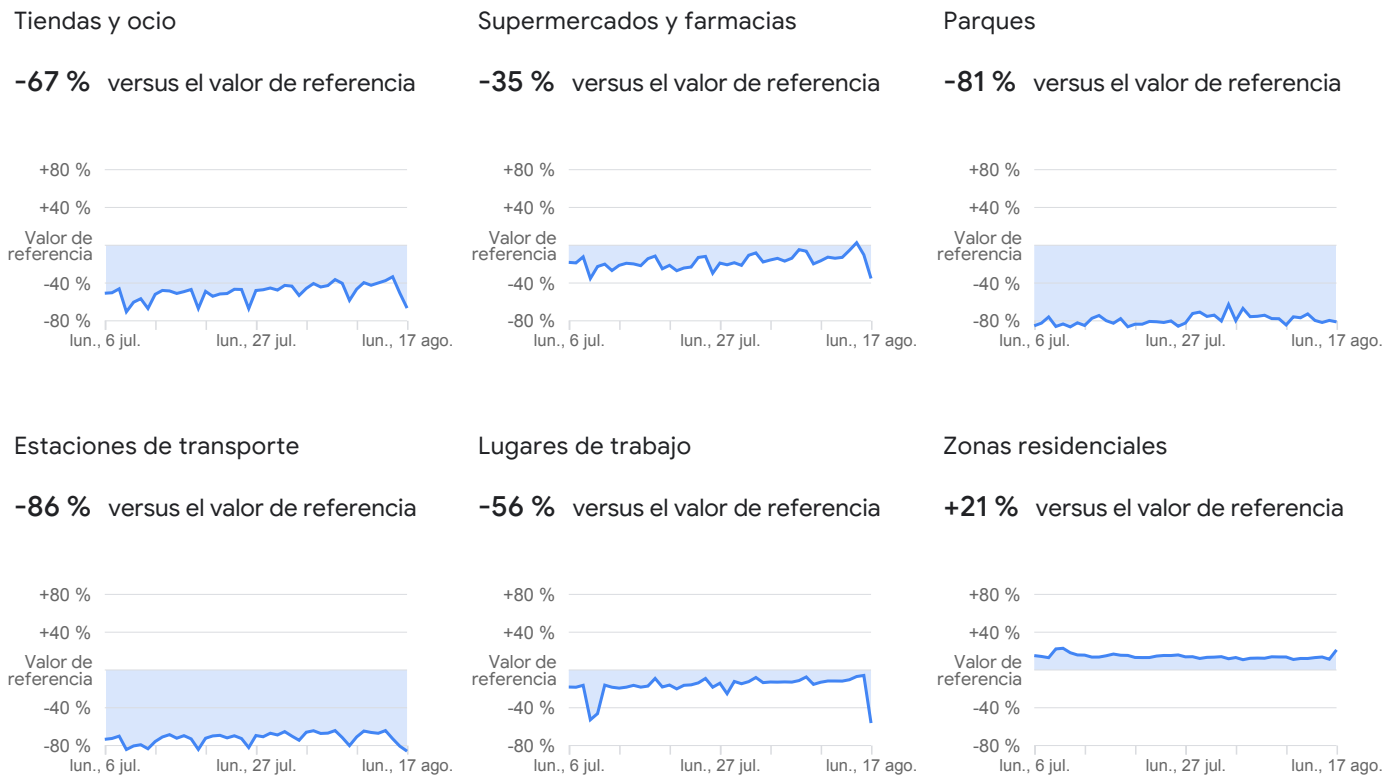 Tiendas y ocio
-67 % versus el valor de referencia
+80 %
+40 %
Valor de
referencia
-40 %
-80 %
lun., 6 jul. lun., 27 jul. lun., 17 ago.
Supermercados y farmacias
-35 % versus el valor de referencia
+80 %
+40 %
Valor de
referencia
-40 %
-80 %
lun., 6 jul. lun., 27 jul. lun., 17 ago.
Parques
-81 % versus el valor de referencia
+80 %
+40 %
Valor de
referencia
-40 %
-80 %
lun., 6 jul. lun., 27 jul. lun., 17 ago.
Estaciones de transporte
-86 % versus el valor de referencia
+80 %
+40 %
Valor de
referencia
-40 %
-80 %
lun., 6 jul. lun., 27 jul. lun., 17 ago.
Lugares de trabajo
-56 % versus el valor de referencia
+80 %
+40 %
Valor de
referencia
-40 %
-80 %
lun., 6 jul. lun., 27 jul. lun., 17 ago.
Zonas residenciales
+21 % versus el valor de referencia
+80 %
+40 %
Valor de
referencia
-40 %
-80 %
lun., 6 jul. lun., 27 jul. lun., 17 ago.